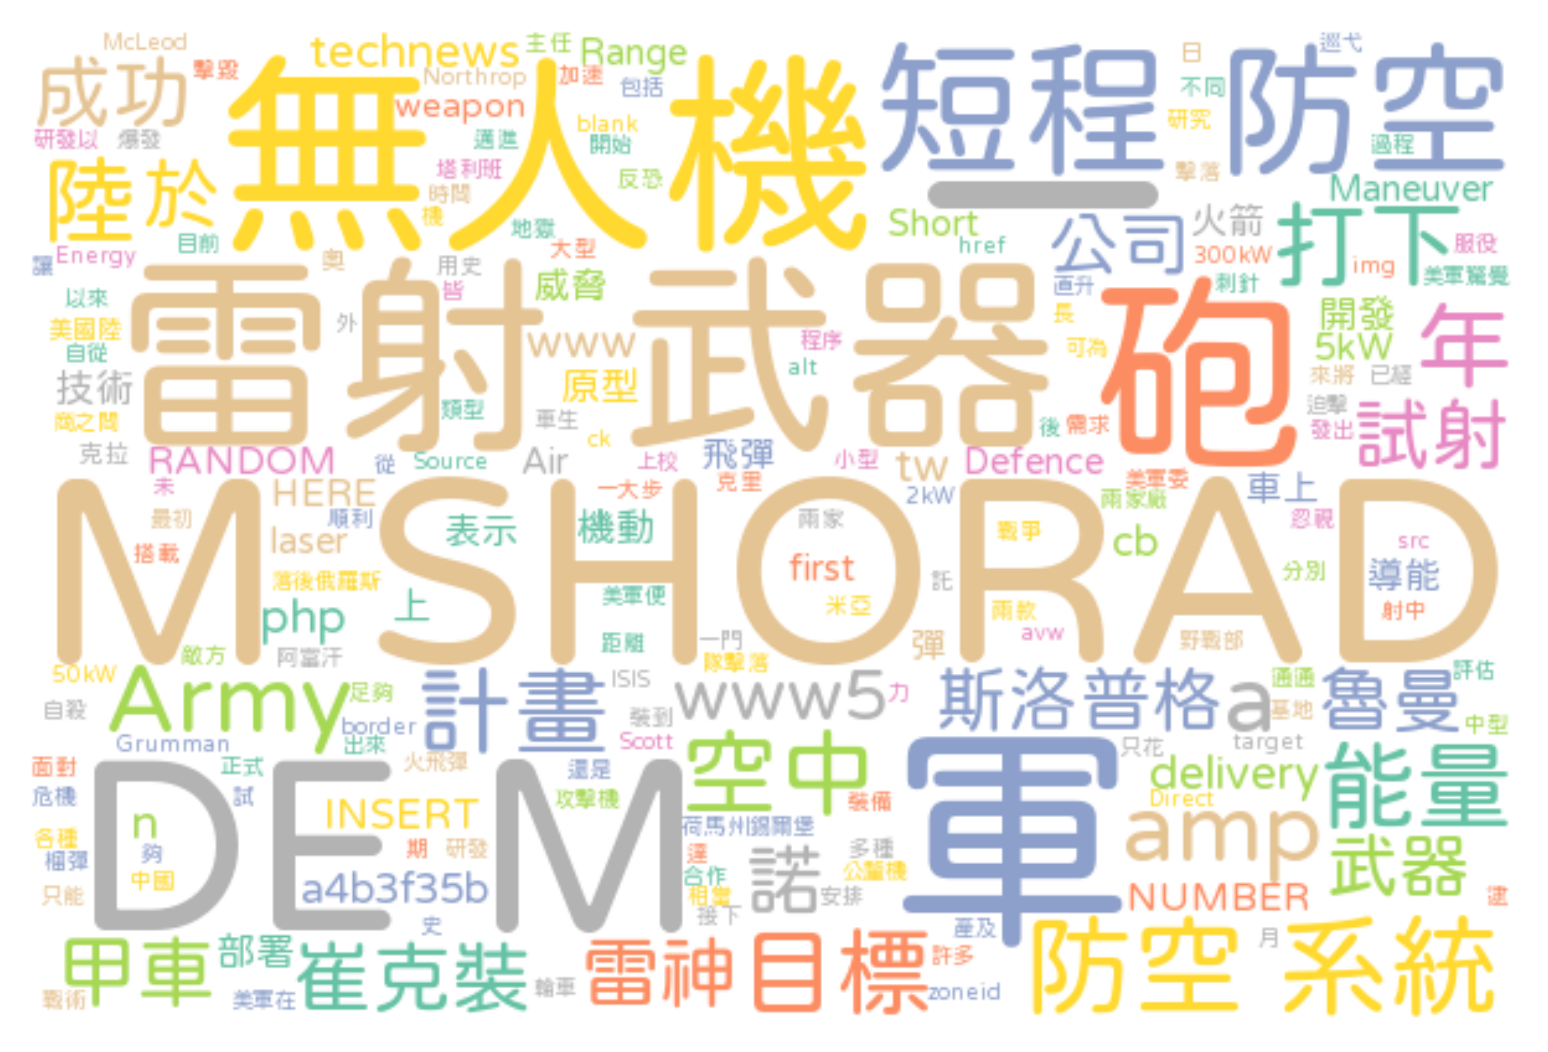 McLeod
成功
擊毀
technews
主任
Range
巡弋
日
短程 防空
無人機
Northrop
加速
包括
不同
weapon
研發以
爆發
邁進
blank
開始
研究
過程
塔利班
反恐
擊落
Maneuver
陸於
時間
機
地獄
Short
公司
火箭
打下
Energy
目前
大型
href
300kW
img
服役
讓
奧
用史
皆
威脅
直升
刺針
美軍驚覺
以來
雷射武器
砲
長
開發
年
美國陸
外
www
程序
5kW
自從
可為
技術
原型
alt
來將
已經
商之間
類型
車生
ck
後
需求
迫擊
發出
試射
克拉
RANDOM
從
Source
Air
上校
飛彈
小型
tw
Defence
美軍委
未
HERE
一大步
克里
2kW
兩家廠
車上
M SHORAD
最初
順利
表示
機動
兩家
戰爭
忽視
搭載
laser
first
cb
src
落後俄羅斯
美軍便
米亞
託
兩款
分別
導能
射中
php
上
距離
一門
彈
avw
野戰部
敵方
阿富汗
隊擊落
50kW
Army
足夠
計畫
ISIS
www5
力
斯洛普格
a
通通
基地
魯曼
評估
自殺
border
裝到
中型
Grumman
出來
Scott
空中
軍
只花
target
面對
正式
火飛彈
還是
delivery
能量
DEM
危機
試
攻擊機
裝備
Direct
INSERT
荷馬州錫爾堡
amp
各種
n
夠
期
研發
達
諾
多種
武器
榴彈
中國
合作
公釐機
只能
a4b3f35b
相當
安排
NUMBER
逮
史
接下
產及
月
甲車
部署
崔克裝
雷神
目標
許多
防空 系統
戰術
美軍在
輪車
zoneid